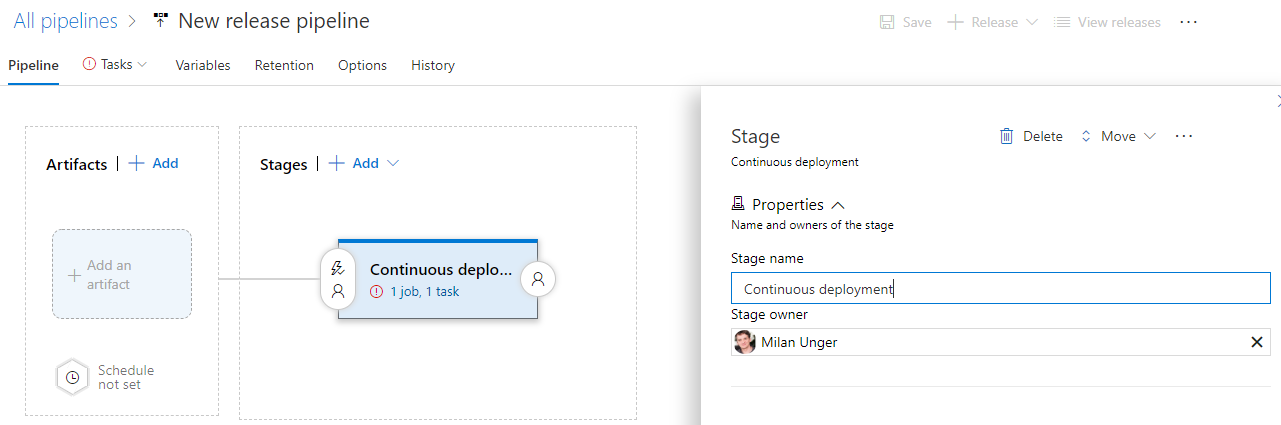 All pipelines > New release pipeline
Save Release View releases ...
Pipeline Tasks Variables Retention Options History
Artifacts | + Add
Stages | + Add
+ Add an
artifact
Schedule
not set
Continuous deplo...
1 job, 1 task
Stage
Delete Move ...
Continuous deployment
Properties
Name and owners of the stage
Stage name
Continuous deployment
Stage owner
Milan Unger